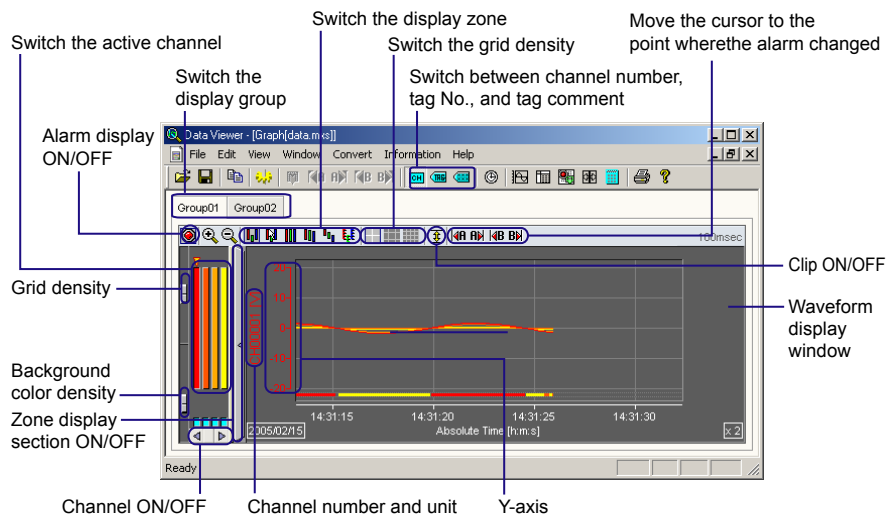 Switch the display zone
Move the cursor to the
point wherethe alarm changed
Switch the active channel
Switch the grid density
Switch the
display group
Switch between channel number,
tag No., and tag comment
Alarm display
ON/OFF
Data Viewer - [Graph[data.mxs]]
File Edit View Window Convert Information Help
A A B B CH TAG
Group01 Group02
A A B B 100msec
Clip ON/OFF
Grid density
Waveform
display
window
20
10
0
-10
-20
CH0001 [V]
Background
color density
Zone display
section ON/OFF
14:31:15 14:31:20 14:31:25 14:31:30
2005/02/15 Absolute Time [h:m:s] x 2
Ready
Channel ON/OFF Channel number and unit Y-axis